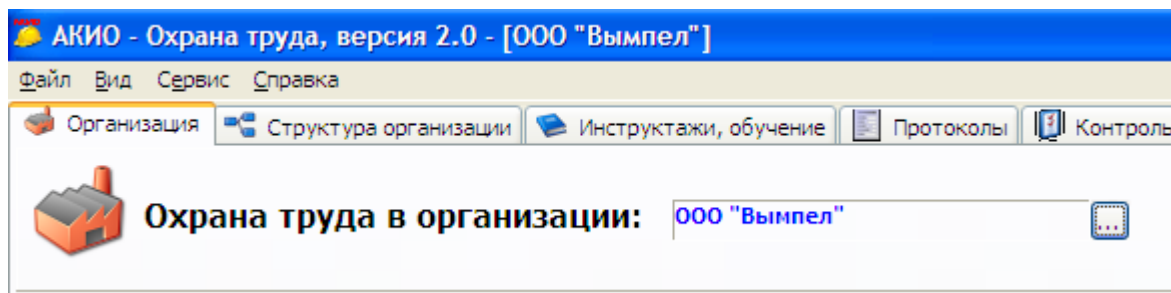 АКИО - Охрана труда, версия 2.0 - [ООО "Вымпел"]
Файл Вид Сервис Справка
Организация Структура организации Инструктажи, обучение Протоколы Контроль
Охрана труда в организации: ООО "Вымпел" ...